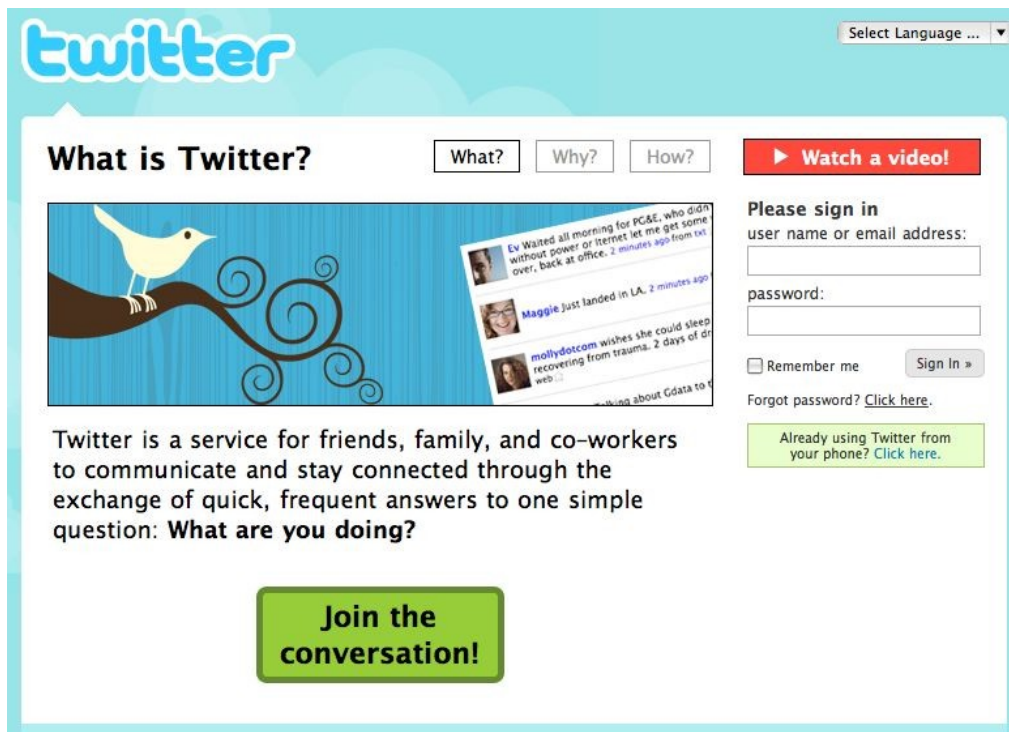 twitter
Select Language ...
What is Twitter?
What?
Why?
How?
Watch a video!
Ev Waited all morning for PG&E, who didn
without power or Iternet let me get some
over, back at office. 2 minutes ago from txt
Maggie Just landed in LA. 2 minutes ago
mollydotcom wishes she could sleep
recovering from trauma. 2 days of dr
web
Talking about Gdata to t
Twitter is a service for friends, family, and co-workers
to communicate and stay connected through the
exchange of quick, frequent answers to one simple
question: What are you doing?
Join the
conversation!
Please sign in
user name or email address:
password:
Remember me
Sign In »
Forgot password? Click here.
Already using Twitter from
your phone? Click here.